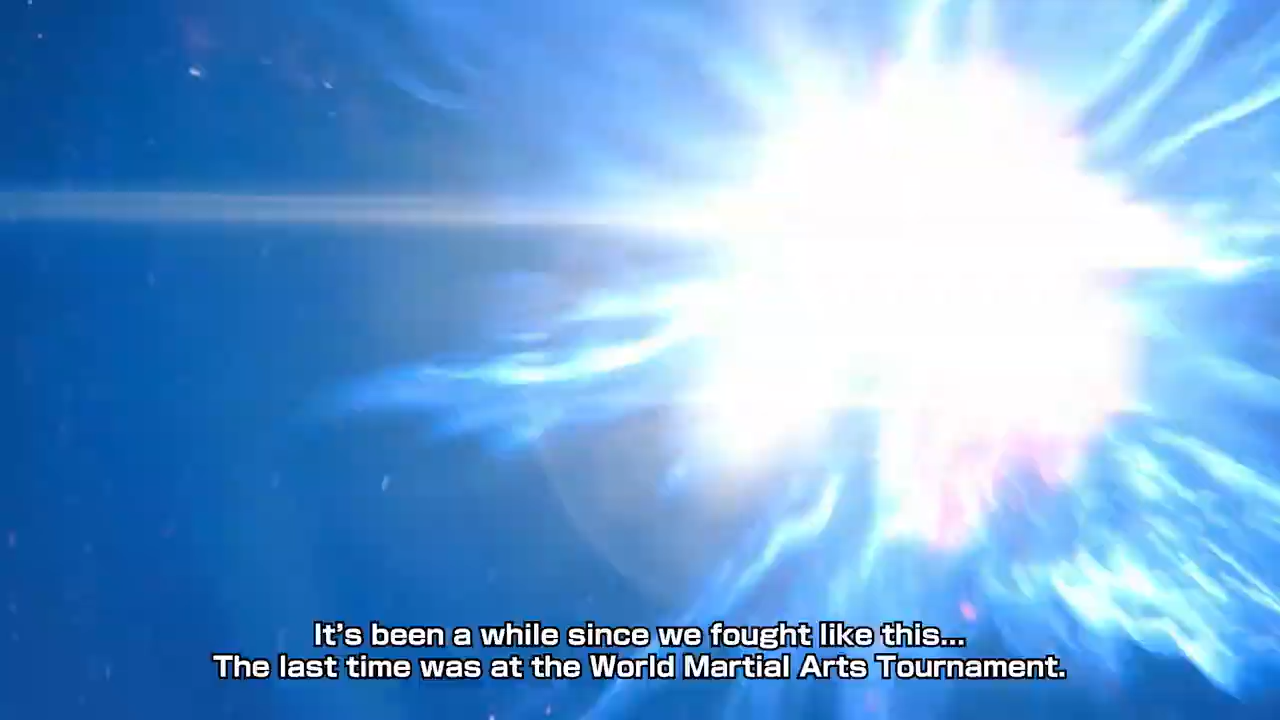 It's been a while since we fought like this...
The last time was at the World Martial Arts Tournament.